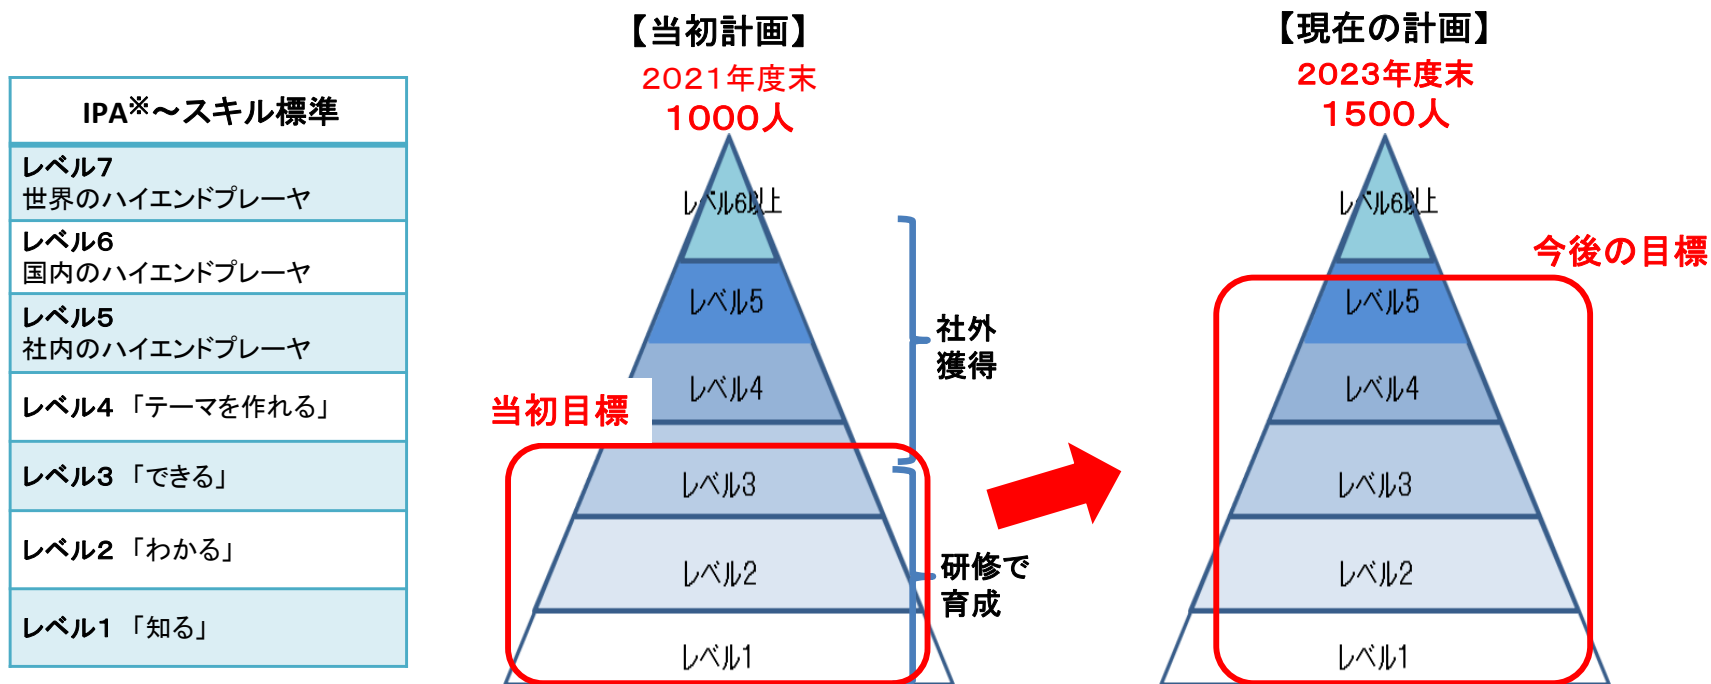 IPA※～スキル標準
レベル7
世界のハイエンドプレーヤ
レベル6
国内のハイエンドプレーヤ
レベル5
社内のハイエンドプレーヤ
レベル4 「テーマを作れる」
レベル3 「できる」
レベル2 「わかる」
レベル1 「知る」
【当初計画】
2021年度末
1000人
レベル6以上
レベル5
レベル4
レベル3
レベル2
レベル1
当初目標
社外
獲得
研修で
育成
【現在の計画】
2023年度末
1500人
レベル6以上
レベル5
レベル4
レベル3
レベル2
レベル1
今後の目標